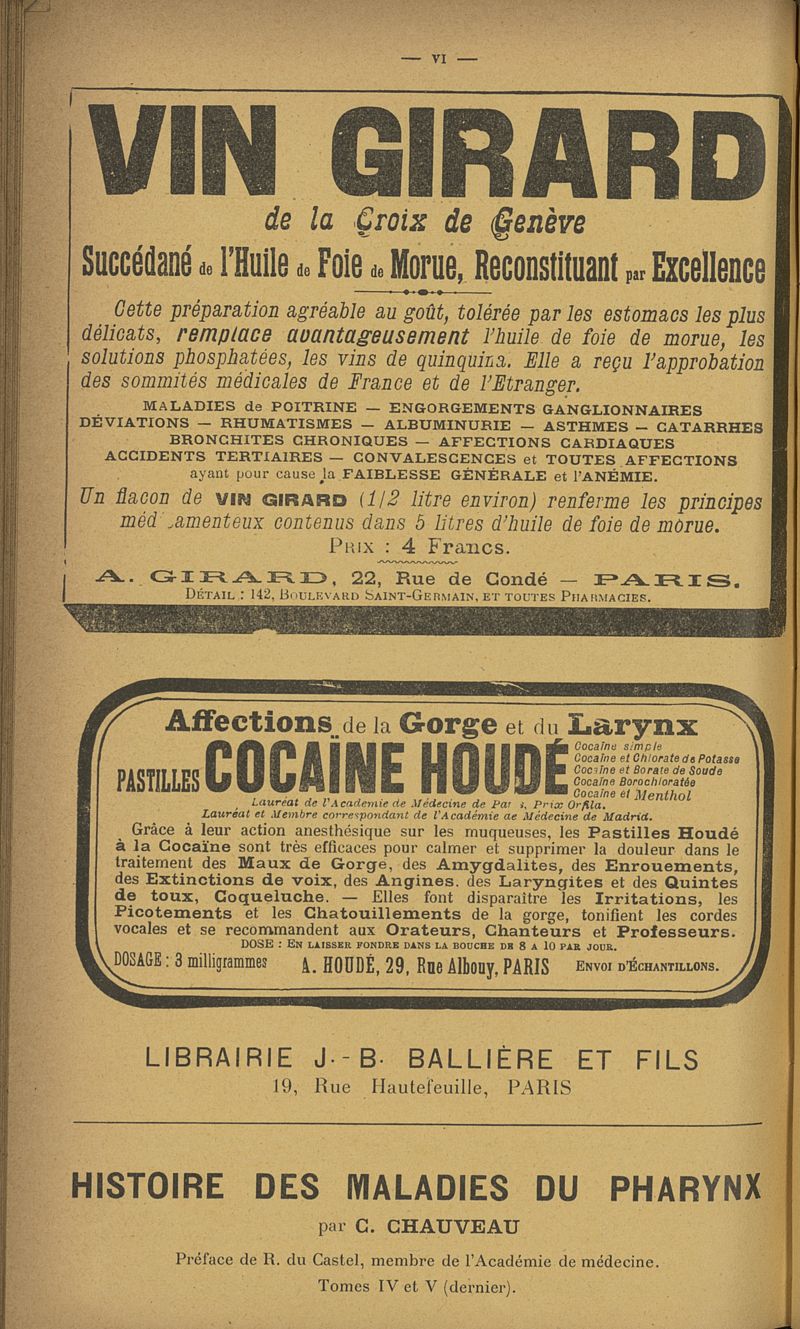 — VI —
VIN GIRARD
de la Croix de Genève
Succédané de l'Huile de Foie de Morue, Reconstituant par Excellence
Cette préparation agréable au goût, tolérée par les estomacs les plus
délicats, remplace avantageusement l'huile de foie de morue, les
solutions phosphatées, les vins de quinquina. Elle a reçu l'approbation
des sommités médicales de France et de l'Etranger.
MALADIES de POITRINE — ENGORGEMENTS GANGLIONNAIRES
DÉVIATIONS — RHUMATISMES — ALBUMINURIE — ASTHMES — CATARRHES
BRONCHITES CHRONIQUES — AFFECTIONS CARDIAQUES
ACCIDENTS TERTIAIRES — CONVALESCENCES et TOUTES AFFECTIONS
ayant pour cause la FAIBLESSE GÉNÉRALE et l'ANÉMIE.
Un flacon de VIN GIRARD (1/2 litre environ) renferme les principes
méd amenteux contenus dans 5 litres d'huile de foie de morue.
PRIX : 4 Francs.
A. GIRARD, 22, Rue de Condé — PARIS.
DÉTAIL : 142, BOULEVARD SAINT-GERMAIN, ET TOUTES PHARMACIES.
Affections de la Gorge et du Larynx
PASTILLES COCAÏNE HOUDÉ
Cocaïne simple
Cocaïne et Chlorate de Potasse
Cocaïne et Borate de Soude
Cocaïne Borochloratée
Cocaïne et Menthol
Lauréat de l'Academie de Médecine de Pa s, Prix Orfila.
Lauréat et Membre correspondant de l'Académie de Médecine de Madrid.
Grâce à leur action anesthésique sur les muqueuses, les Pastilles Houdé
à la Cocaïne sont très efficaces pour calmer et supprimer la douleur dans le
traitement des Maux de Gorge, des Amygdalites, des Enrouements,
des Extinctions de voix, des Angines. des Laryngites et des Quintes
de toux, Coqueluche. — Elles font disparaître les Irritations, les
Picotements et les Chatouillements de la gorge, tonifient les cordes
vocales et se recommandent aux Orateurs, Chanteurs et Professeurs.
DOSE : EN LAISSER FONDRE DANS LA BOUCHE DE 8 A 10 PAR JOUR.
DOSAGE : 3 milligrammes A. HOUDÉ, 29, Rue Albouy, PARIS ENVOI D'ÉCHANTILLONS.
LIBRAIRIE J.-B. BALLIÈRE ET FILS
19, Rue Hautefeuille, PARIS
HISTOIRE DES MALADIES DU PHARYNX
par C. CHAUVEAU
Préface de R. du Castel, membre de l'Académie de médecine.
Tomes IV et V (dernier).